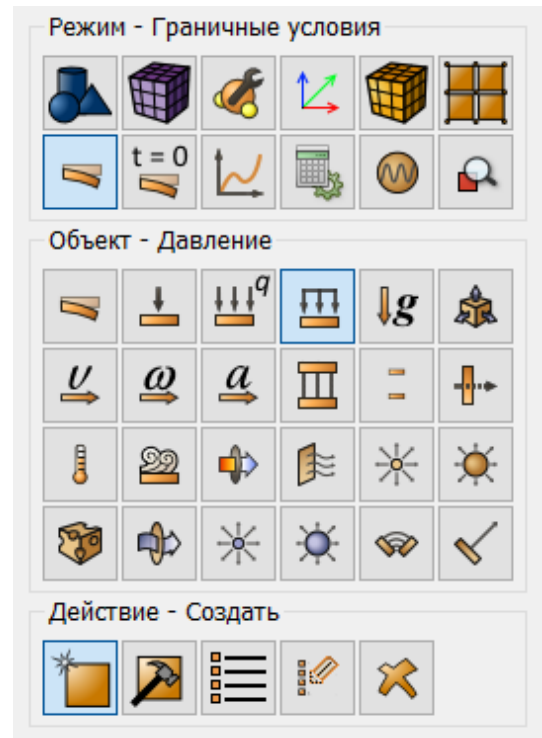 Режим - Граничные условия
t = 0
Объект - Давление
q
g
υ ω a
Действие - Создать